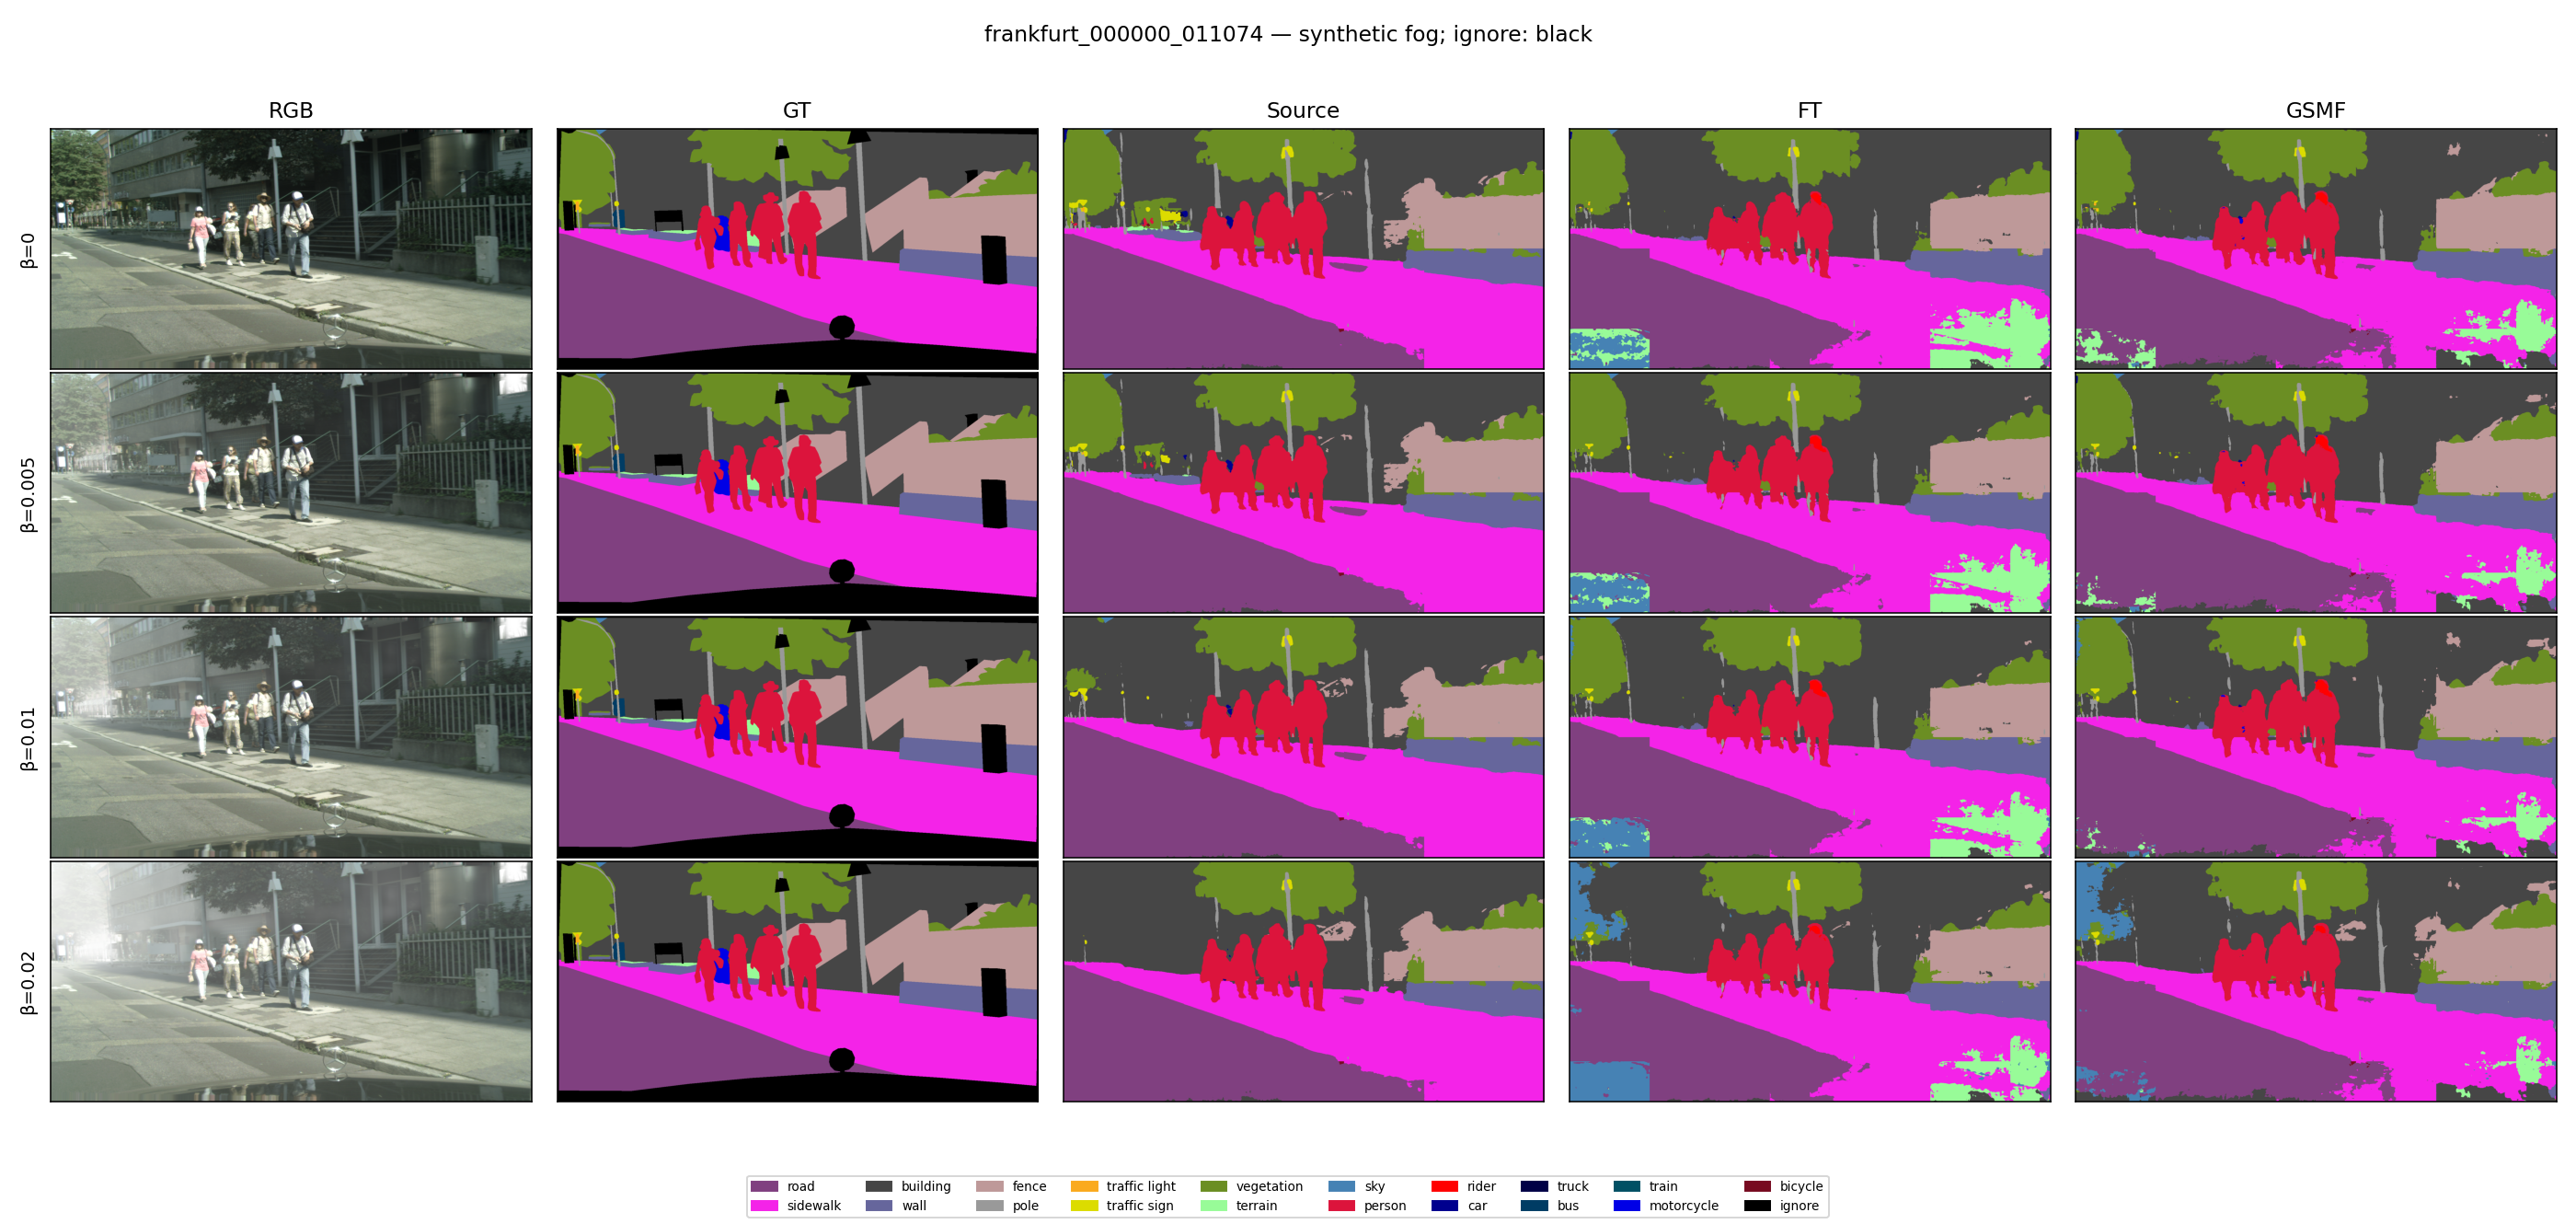 frankfurt_000000_011074 — synthetic fog; ignore: black
RGB GT Source FT GSMF
β=0
β=0.005
β=0.01
β=0.02
road building fence traffic light vegetation sky rider truck train bicycle
sidewalk wall pole traffic sign terrain person car bus motorcycle ignore